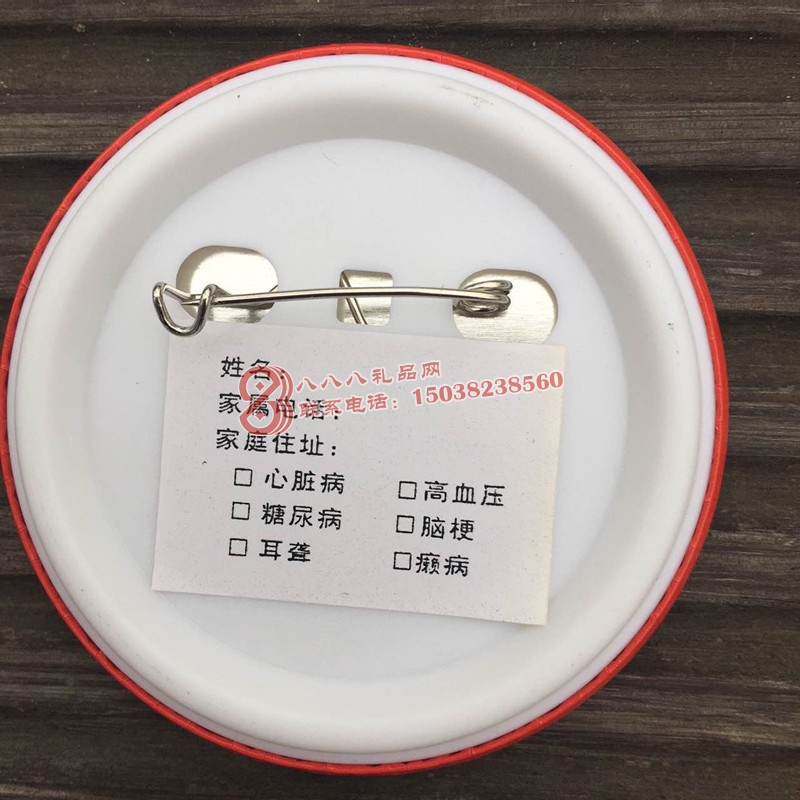 姓名：
八八八礼品网
家属电话：
联系电话：15038238560
家庭住址：
□ 心脏病 □ 高血压
□ 糖尿病 □ 脑梗
□ 耳聋 □ 癞病